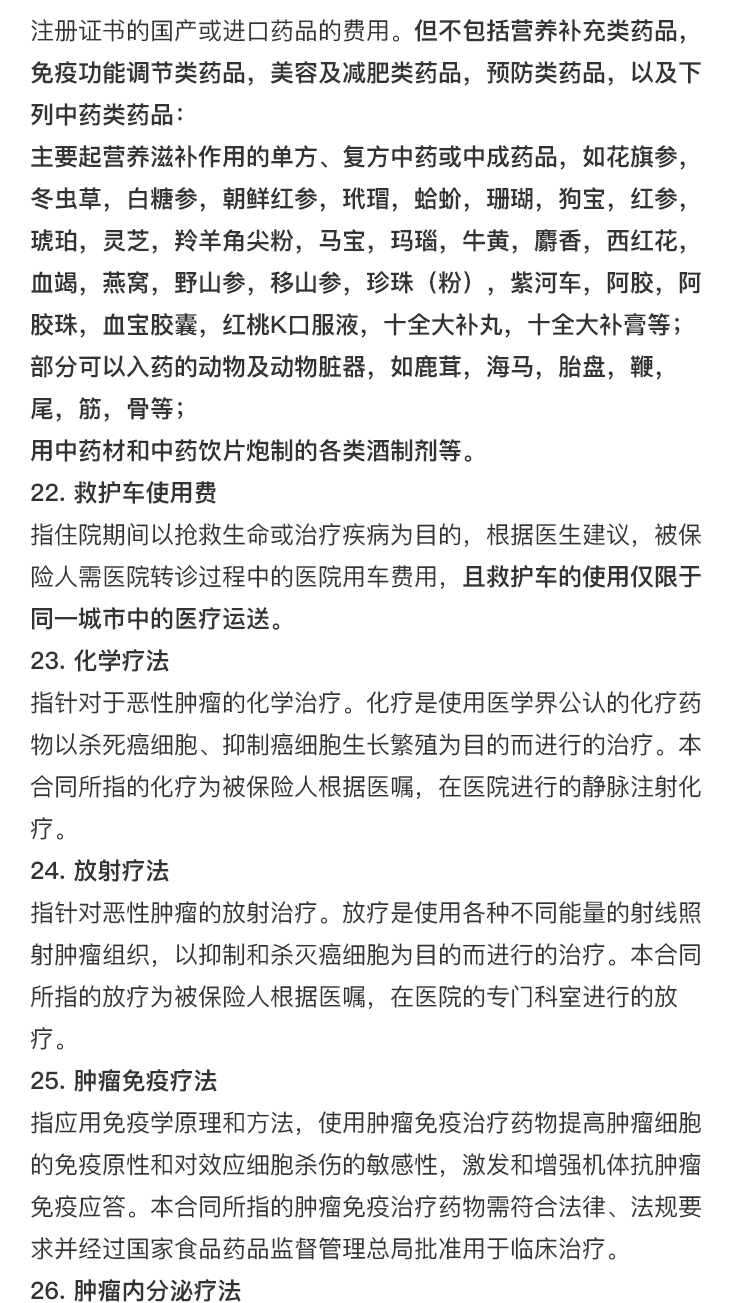 注册证书的国产或进口药品的费用。但不包括营养补充类药品，
免疫功能调节类药品，美容及减肥类药品，预防类药品，以及下
列中药类药品：
主要起营养滋补作用的单方、复方中药或中成药品，如花旗参，
冬虫草，白糖参，朝鲜红参，玳瑁，蛤蚧，珊瑚，狗宝，红参，
琥珀，灵芝，羚羊角尖粉，马宝，玛瑙，牛黄，麝香，西红花，
血竭，燕窝，野山参，移山参，珍珠（粉），紫河车，阿胶，阿
胶珠，血宝胶囊，红桃K口服液，十全大补丸，十全大补膏等；
部分可以入药的动物及动物脏器，如鹿茸，海马，胎盘，鞭，
尾，筋，骨等；
用中药材和中药饮片炮制的各类酒制剂等。
22. 救护车使用费
指住院期间以抢救生命或治疗疾病为目的，根据医生建议，被保
险人需医院转诊过程中的医院用车费用，且救护车的使用仅限于
同一城市中的医疗运送。
23. 化学疗法
指针对于恶性肿瘤的化学治疗。化疗是使用医学界公认的化疗药
物以杀死癌细胞、抑制癌细胞生长繁殖为目的而进行的治疗。本
合同所指的化疗为被保险人根据医嘱，在医院进行的静脉注射化
疗。
24. 放射疗法
指针对恶性肿瘤的放射治疗。放疗是使用各种不同能量的射线照
射肿瘤组织，以抑制和杀灭癌细胞为目的而进行的治疗。本合同
所指的放疗为被保险人根据医嘱，在医院的专门科室进行的放
疗。
25. 肿瘤免疫疗法
指应用免疫学原理和方法，使用肿瘤免疫治疗药物提高肿瘤细胞
的免疫原性和对效应细胞杀伤的敏感性，激发和增强机体抗肿瘤
免疫应答。本合同所指的肿瘤免疫治疗药物需符合法律、法规要
求并经过国家食品药品监督管理总局批准用于临床治疗。
26. 肿瘤内分泌疗法